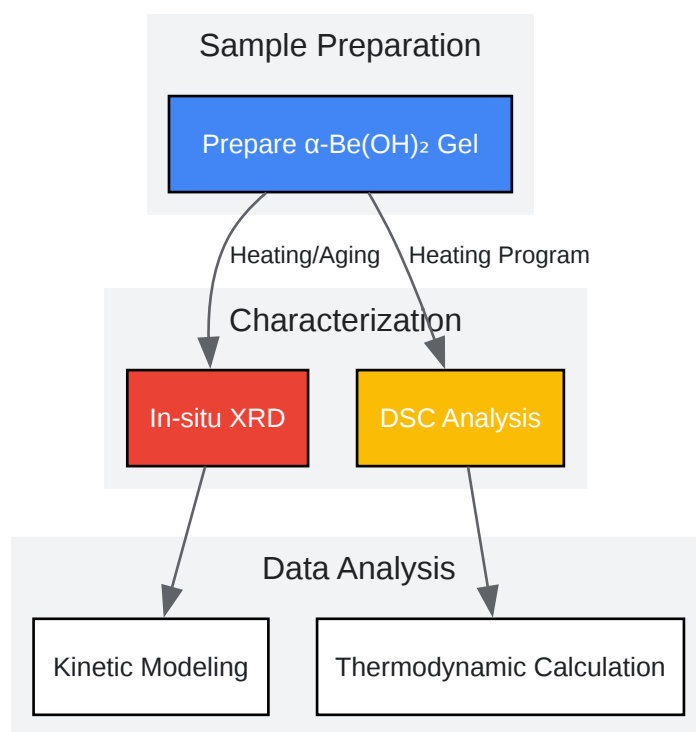 Sample Preparation
Prepare α-Be(OH)₂ Gel
Heating/Aging
Heating Program
Characterization
In-situ XRD
DSC Analysis
Data Analysis
Kinetic Modeling
Thermodynamic Calculation